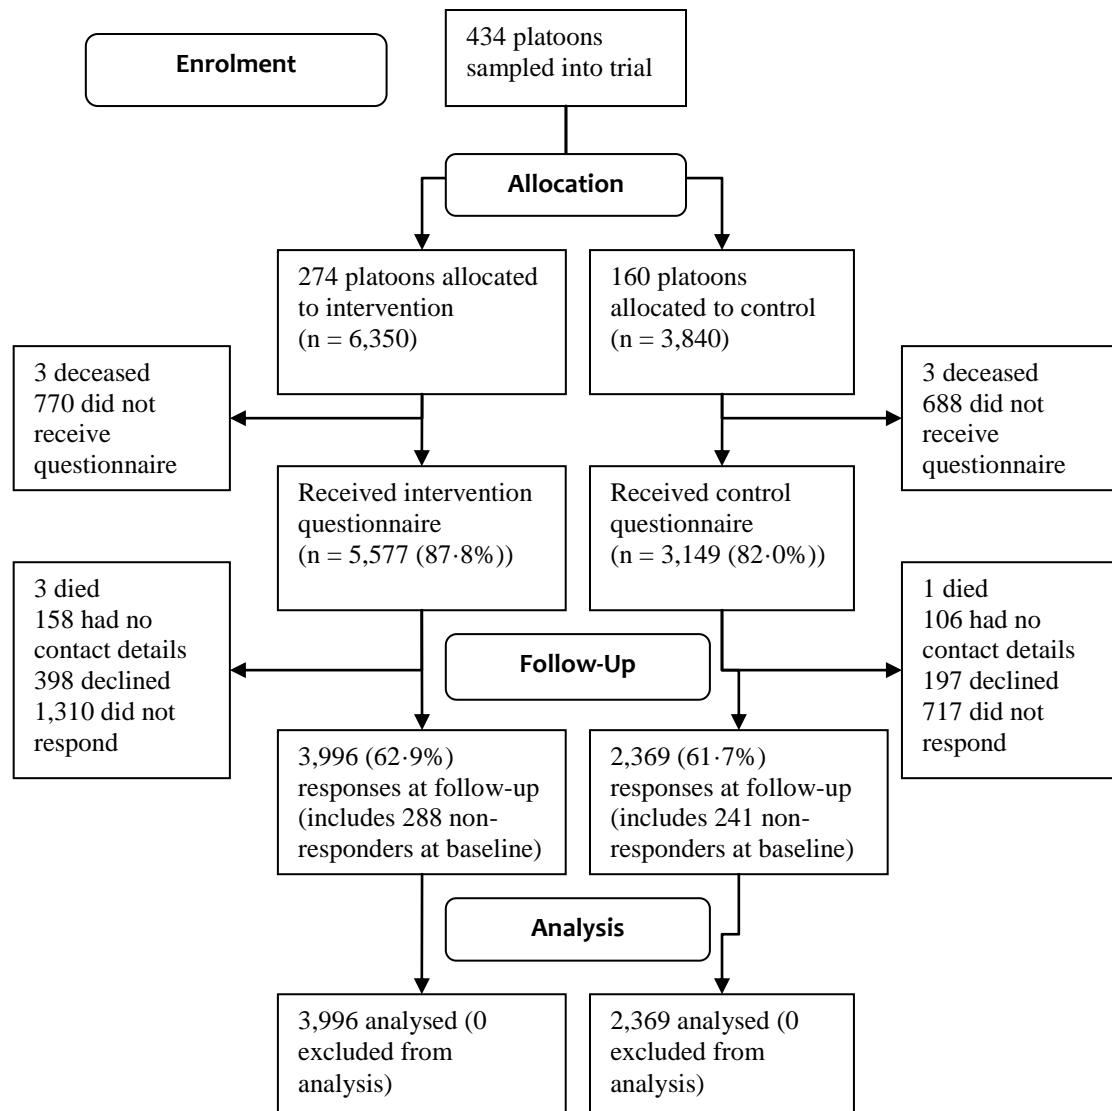 434 platoons
sampled into trial
Enrolment
Allocation
274 platoons allocated
to intervention
(n = 6,350)
160 platoons
allocated to control
(n = 3,840)
3 deceased
770 did not
receive
questionnaire
3 deceased
688 did not
receive
questionnaire
Received intervention
questionnaire
(n = 5,577 (87·8%))
Received control
questionnaire
(n = 3,149 (82·0%))
3 died
158 had no
contact details
398 declined
1,310 did not
respond
1 died
106 had no
contact details
197 declined
717 did not
respond
Follow-Up
3,996 (62·9%)
responses at follow-up
(includes 288 non-
responders at baseline)
2,369 (61·7%)
responses at follow-up
(includes 241 non-
responders at baseline)
Analysis
3,996 analysed (0
excluded from
analysis)
2,369 analysed (0
excluded from
analysis)